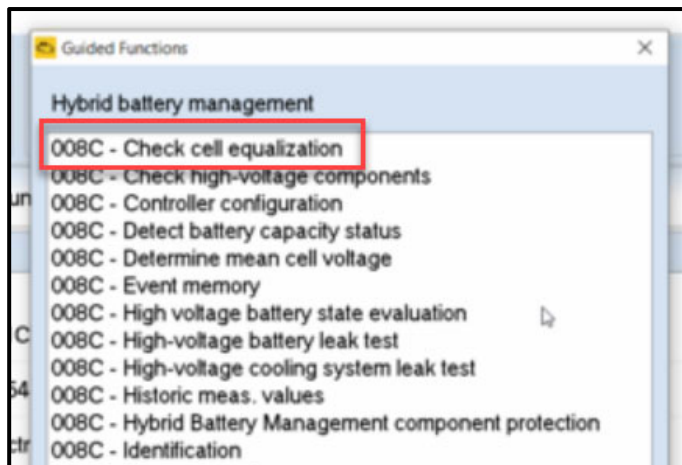 Guided Functions
Hybrid battery management
008C - Check cell equalization
008C - Check high-voltage components
008C - Controller configuration
008C - Detect battery capacity status
008C - Determine mean cell voltage
008C - Event memory
008C - High voltage battery state evaluation
008C - High-voltage battery leak test
008C - High-voltage cooling system leak test
008C - Historic meas. values
008C - Hybrid Battery Management component protection
008C - Identification
un
C
54
ctr